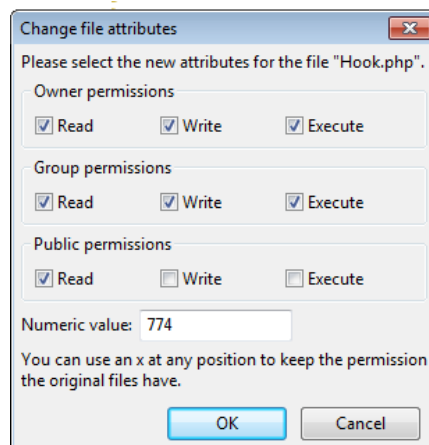 Change file attributes
Please select the new attributes for the file "Hook.php".
Owner permissions
Read Write Execute
Group permissions
Read Write Execute
Public permissions
Read Write Execute
Numeric value: 774
You can use an x at any position to keep the permission
the original files have.
OK Cancel